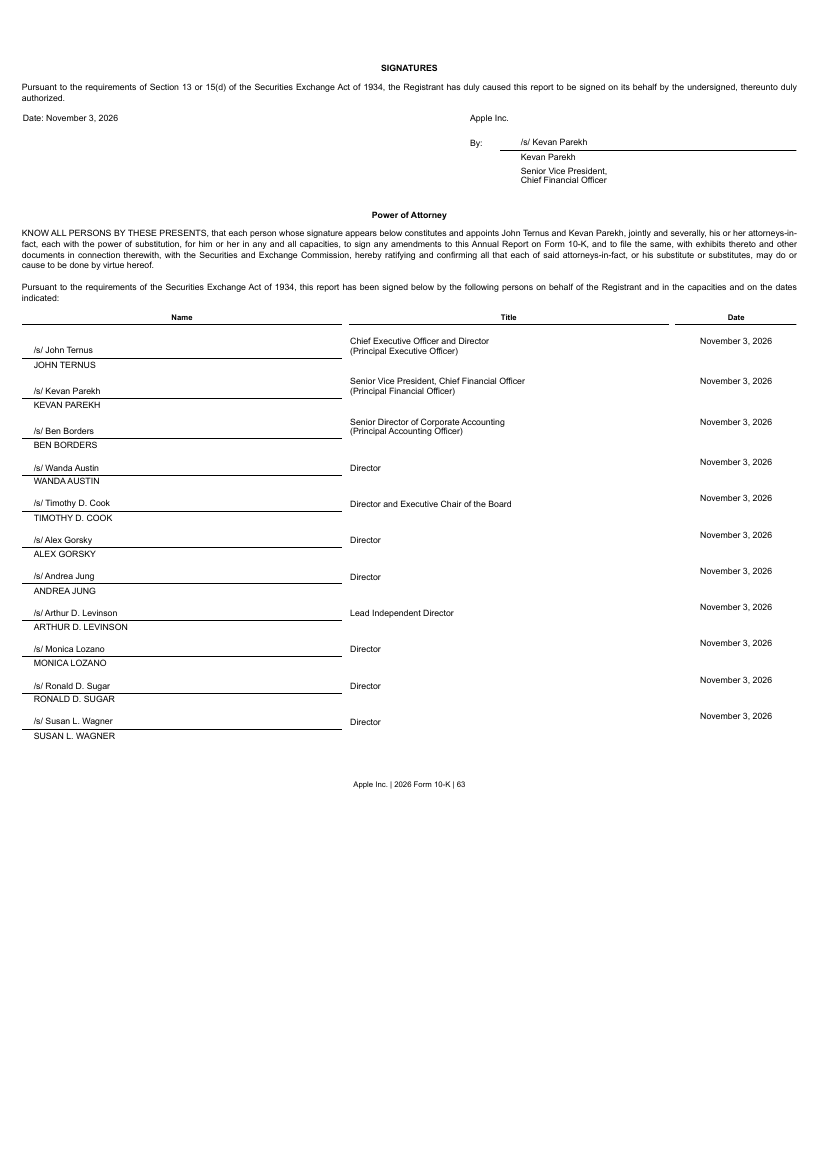 SIGNATURES
Pursuant to the requirements of Section 13 or 15(d) of the Securities Exchange Act of 1934, the Registrant has duly caused this report to be signed on its behalf by the undersigned, thereunto duly
authorized.
Date: November 3, 2026
Apple Inc.
By:
/s/ Kevan Parekh
Kevan Parekh
Senior Vice President,
Chief Financial Officer
Power of Attorney
KNOW ALL PERSONS BY THESE PRESENTS, that each person whose signature appears below constitutes and appoints John Ternus and Kevan Parekh, jointly and severally, his or her attorneys-in-
fact, each with the power of substitution, for him or her in any and all capacities, to sign any amendments to this Annual Report on Form 10-K, and to file the same, with exhibits thereto and other
documents in connection therewith, with the Securities and Exchange Commission, hereby ratifying and confirming all that each of said attorneys-in-fact, or his substitute or substitutes, may do or
cause to be done by virtue hereof.
Pursuant to the requirements of the Securities Exchange Act of 1934, this report has been signed below by the following persons on behalf of the Registrant and in the capacities and on the dates
indicated:
Name Title Date
/s/ John Ternus
JOHN TERNUS
Chief Executive Officer and Director
(Principal Executive Officer)
November 3, 2026
/s/ Kevan Parekh
KEVAN PAREKH
Senior Vice President, Chief Financial Officer
(Principal Financial Officer)
November 3, 2026
/s/ Ben Borders
BEN BORDERS
Senior Director of Corporate Accounting
(Principal Accounting Officer)
November 3, 2026
/s/ Wanda Austin
WANDA AUSTIN
Director
November 3, 2026
/s/ Timothy D. Cook
TIMOTHY D. COOK
Director and Executive Chair of the Board
November 3, 2026
/s/ Alex Gorsky
ALEX GORSKY
Director
November 3, 2026
/s/ Andrea Jung
ANDREA JUNG
Director
November 3, 2026
/s/ Arthur D. Levinson
ARTHUR D. LEVINSON
Lead Independent Director
November 3, 2026
/s/ Monica Lozano
MONICA LOZANO
Director
November 3, 2026
/s/ Ronald D. Sugar
RONALD D. SUGAR
Director
November 3, 2026
/s/ Susan L. Wagner
SUSAN L. WAGNER
Director
November 3, 2026
Apple Inc. | 2026 Form 10-K | 63